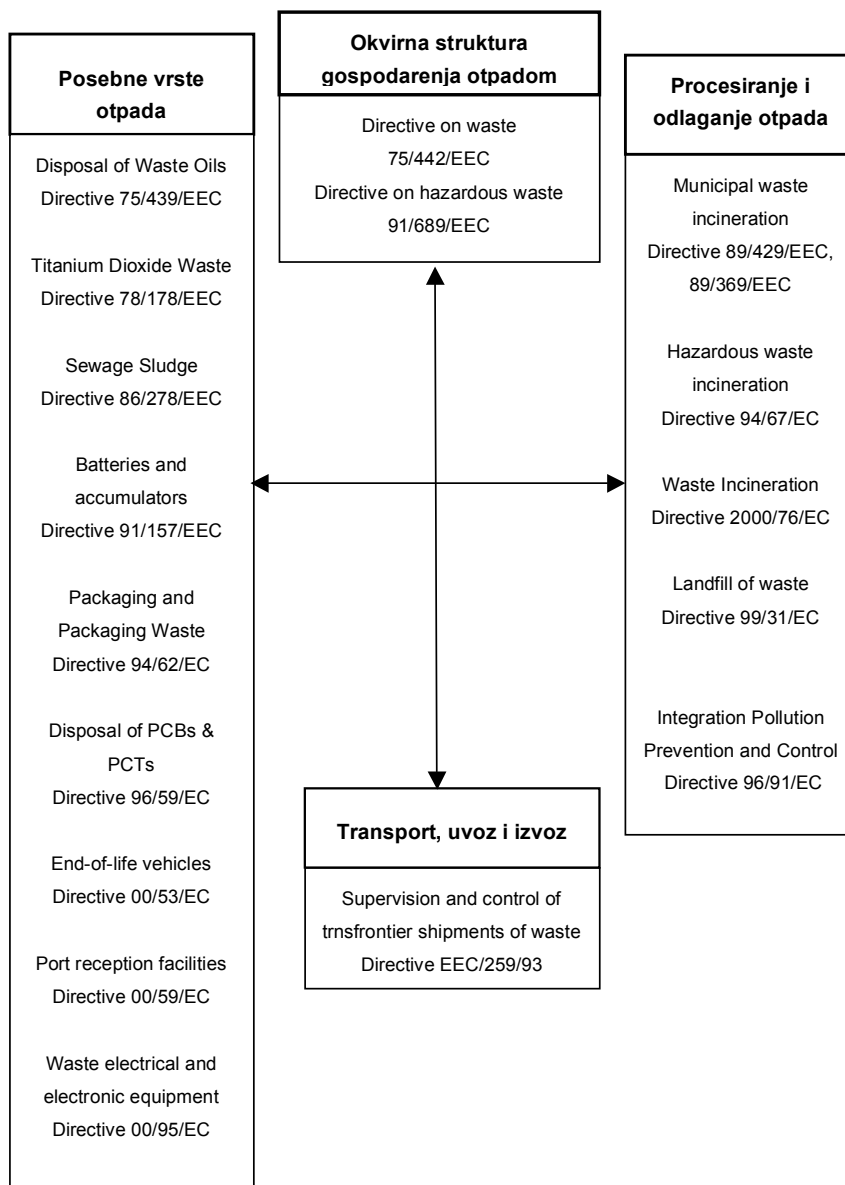 Posebne vrste
otpada
Disposal of Waste Oils
Directive 75/439/EEC
Titanium Dioxide Waste
Directive 78/178/EEC
Sewage Sludge
Directive 86/278/EEC
Batteries and
accumulators
Directive 91/157/EEC
Packaging and
Packaging Waste
Directive 94/62/EC
Disposal of PCBs &
PCTs
Directive 96/59/EC
End-of-life vehicles
Directive 00/53/EC
Port reception facilities
Directive 00/59/EC
Waste electrical and
electronic equipment
Directive 00/95/EC
Okvirna struktura
gospodarenja otpadom
Directive on waste
75/442/EEC
Directive on hazardous waste
91/689/EEC
Transport, uvoz i izvoz
Supervision and control of
trnsfrontier shipments of waste
Directive EEC/259/93
Procesiranje i
odlaganje otpada
Municipal waste
incineration
Directive 89/429/EEC,
89/369/EEC
Hazardous waste
incineration
Directive 94/67/EC
Waste Incineration
Directive 2000/76/EC
Landfill of waste
Directive 99/31/EC
Integration Pollution
Prevention and Control
Directive 96/91/EC